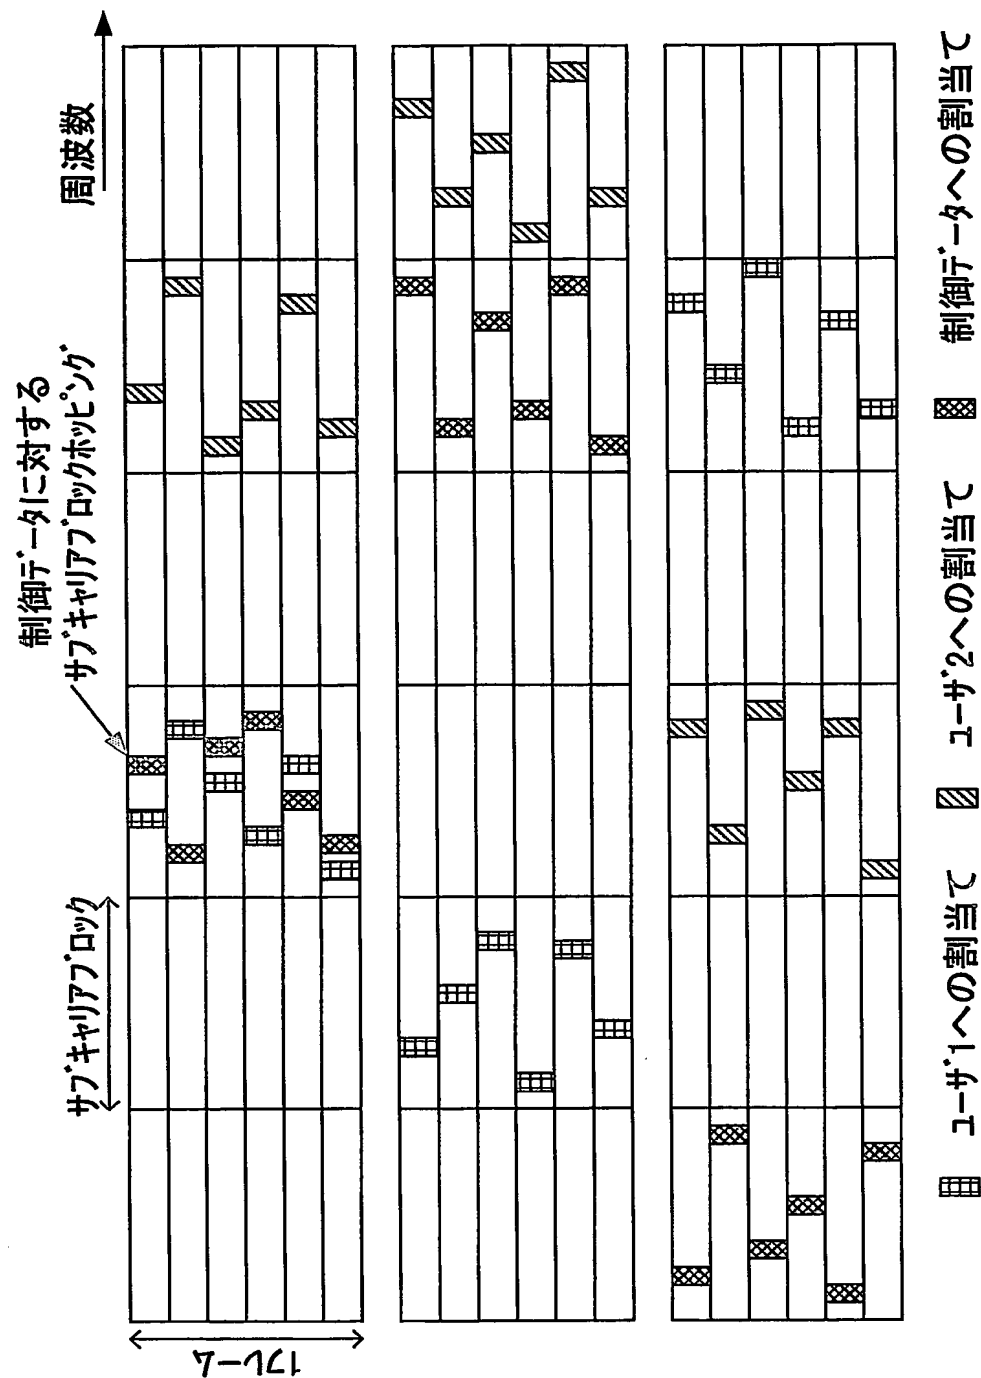 周波数
制御データに対する
サブキャリアブロックホッピング
サブキャリアブロック
1フレーム
ユーザ1への割当て
ユーザ2への割当て
制御データへの割当て